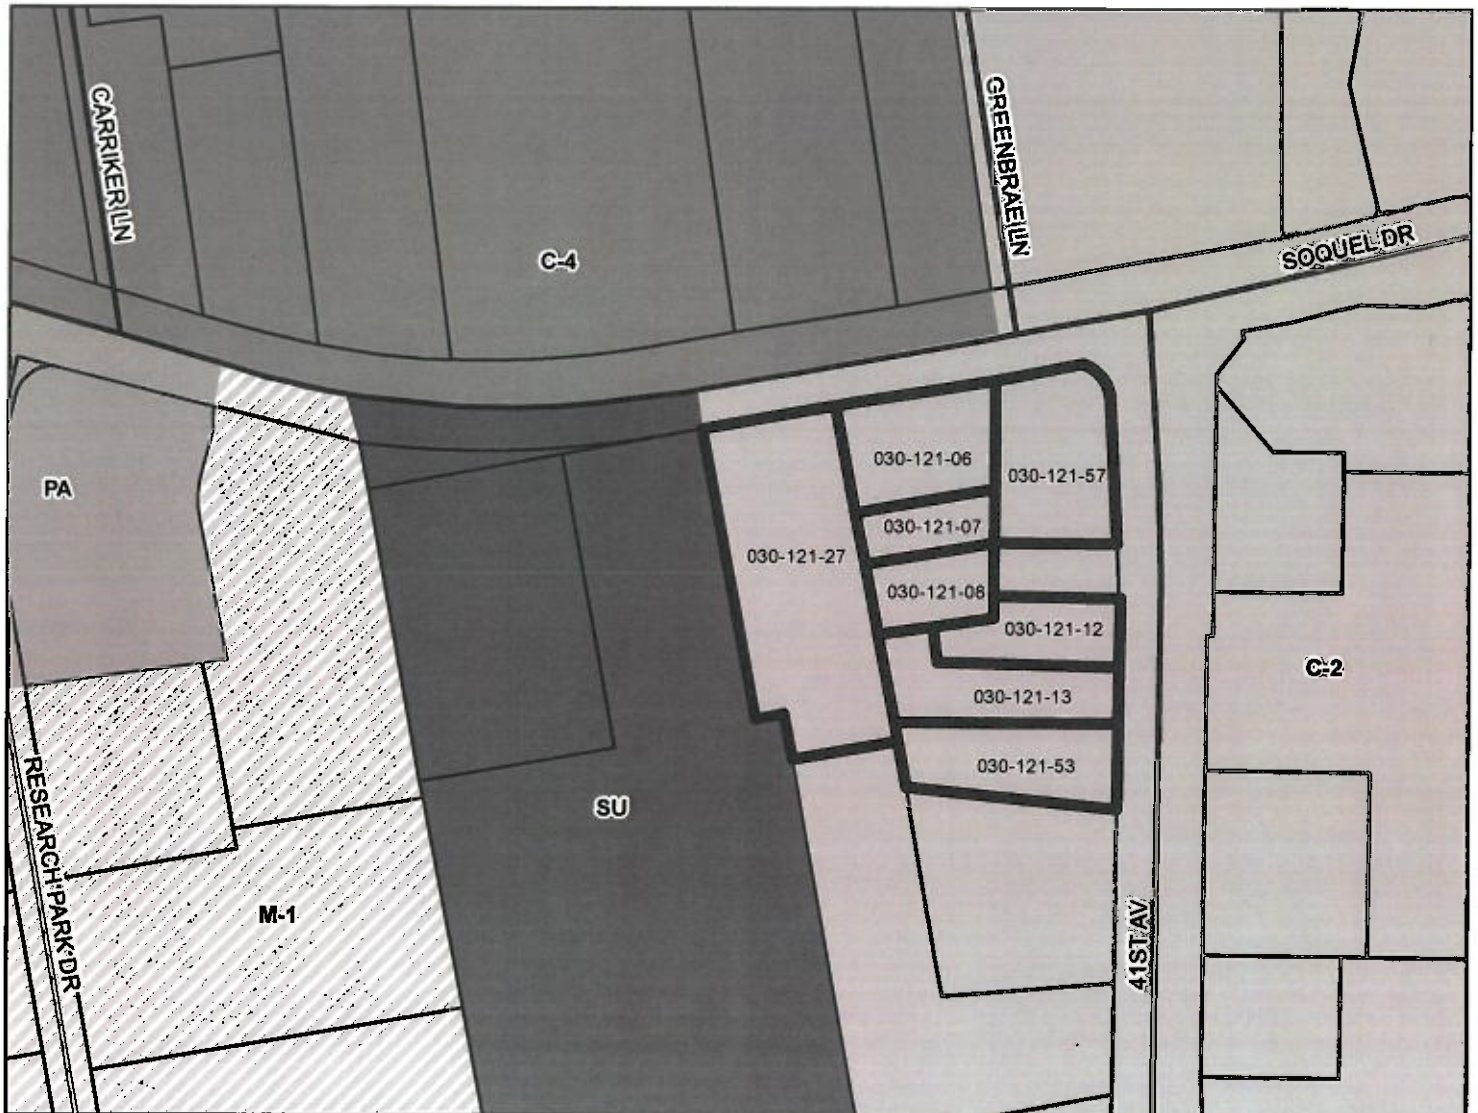 CARRIKER LN
GREENBRAE LN
SOQUEL DR
C-4
PA
030-121-06
030-121-57
030-121-07
030-121-27
030-121-08
030-121-12
C-2
030-121-13
030-121-53
SU
RESEARCH PARK DR
M-1
41ST AV